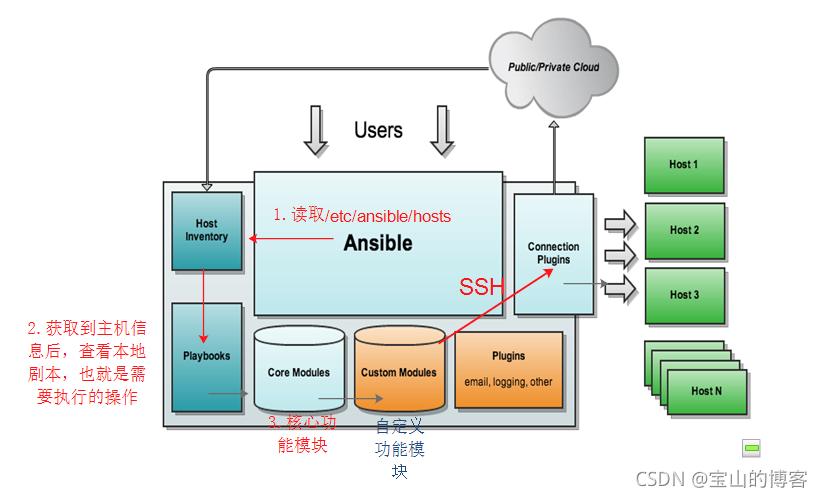 Public/Private Cloud
Users
Host 1
Host
Inventory
1. 读取/etc/ansible/hosts
Ansible
Connection
Plugins
Host 2
SSH
Host 3
2. 获取到主机信
息后，查看本地
剧本，也就是需
要执行的操作
Playbooks
Core Modules
Custom Modules
Plugins
email, logging, other
Host N
3. 核心功
能模块
自定义
功能模
块
CSDN @宝山的博客